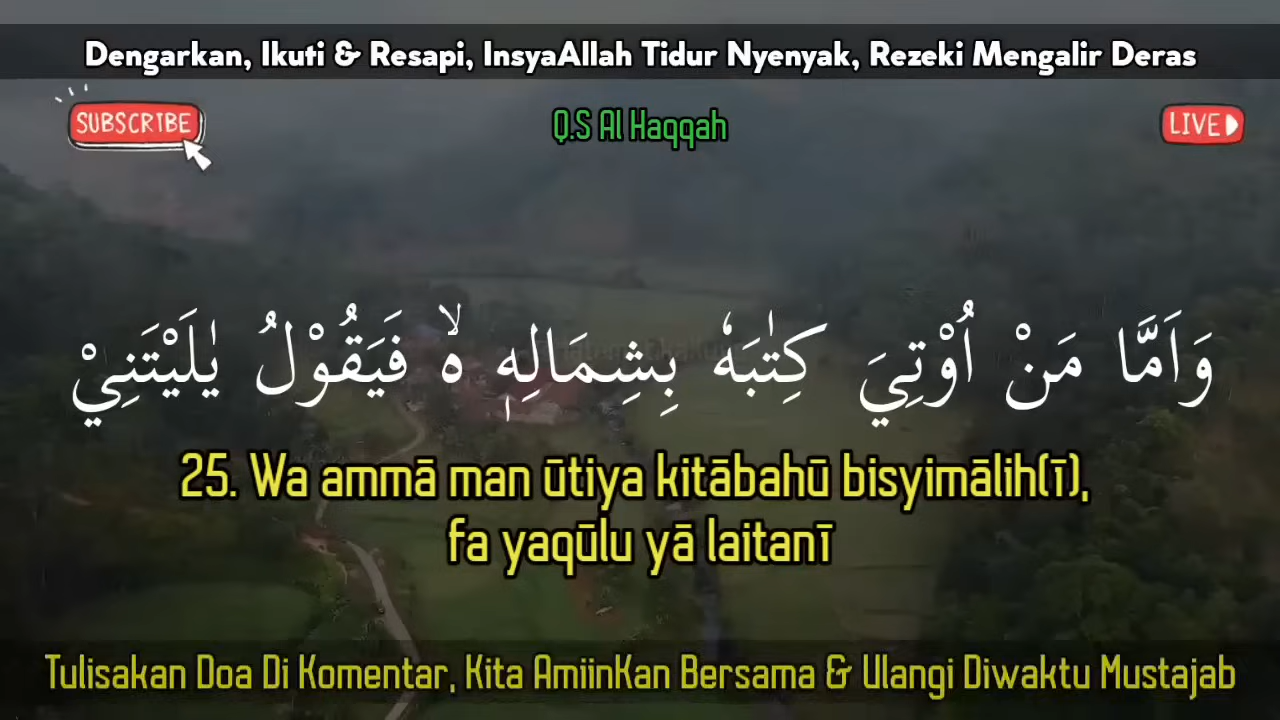 Dengarkan, Ikuti & Resapi, InsyaAllah Tidur Nyenyak, Rezeki Mengalir Deras
SUBSCRIBE
Q.S Al Haqqah
LIVE
وَاَمَّا مَنْ اُوْتِيَ كِتٰبَهٗ بِشِمَالِهٖ ەۙ فَيَقُوْلُ يٰلَيْتَنِيْ
25. Wa ammā man ūtiya kitābahū bisyimālih(ī),
fa yaqūlu yā laitanī
Tulisakan Doa Di Komentar, Kita AmiinKan Bersama & Ulangi Diwaktu Mustajab